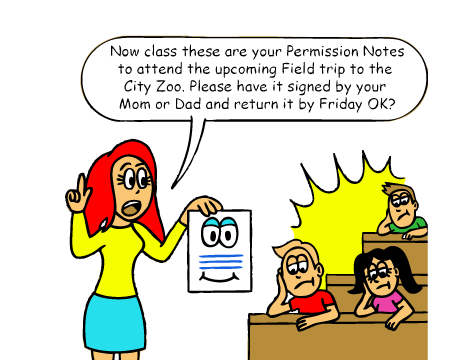 Now class these are your Permission Notes
to attend the upcoming Field trip to the
City Zoo. Please have it signed by your
Mom or Dad and return it by Friday OK?